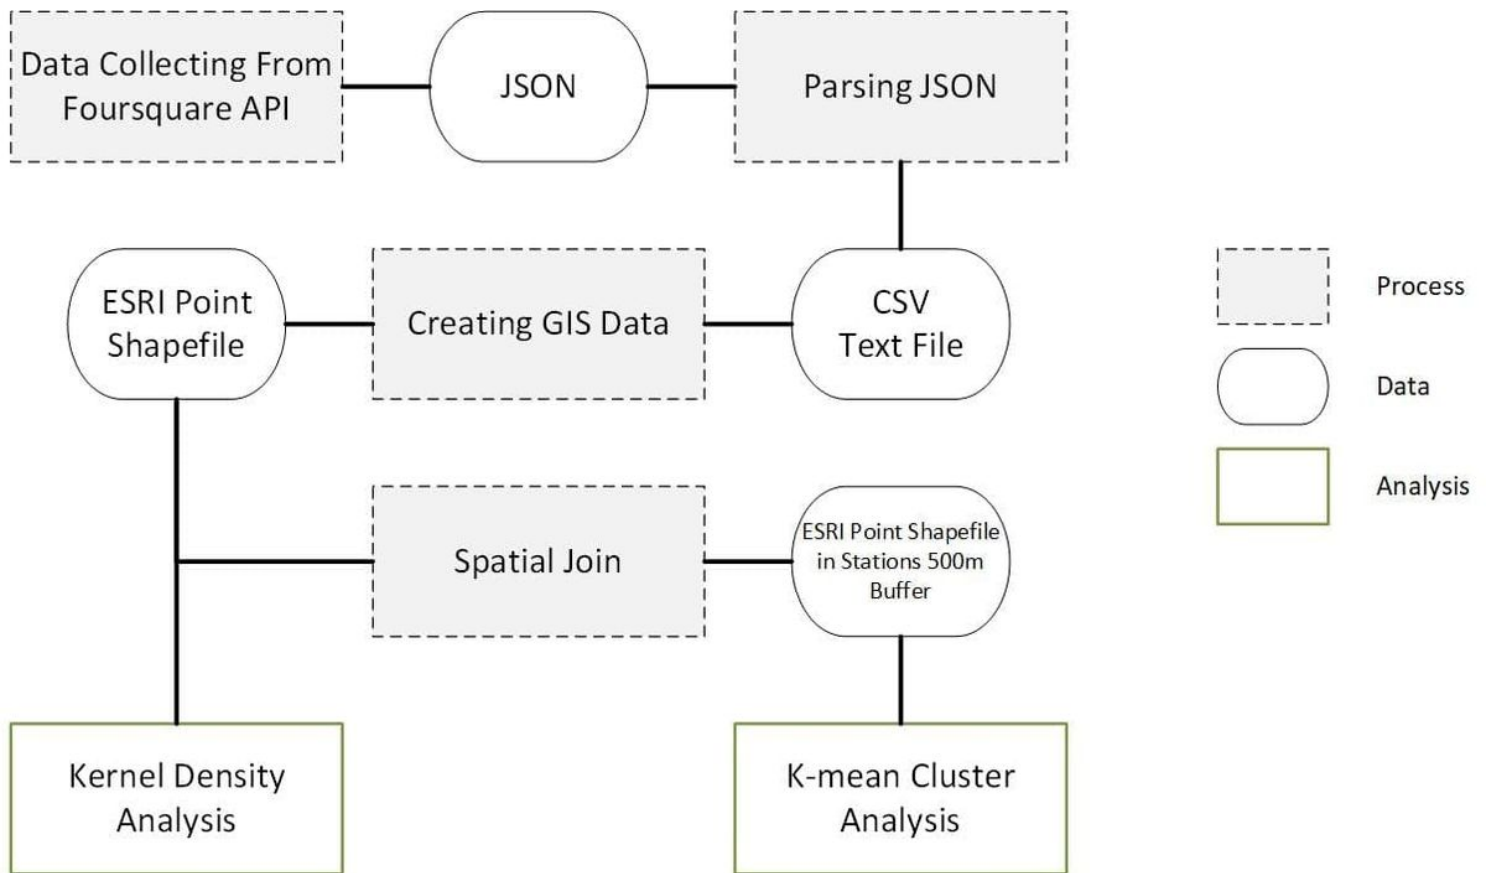 Data Collecting From
Foursquare API
JSON
Parsing JSON
ESRI Point
Shapefile
Creating GIS Data
CSV
Text File
Process
Data
Analysis
Spatial Join
ESRI Point Shapefile
in Stations 500m
Buffer
Kernel Density
Analysis
K-mean Cluster
Analysis